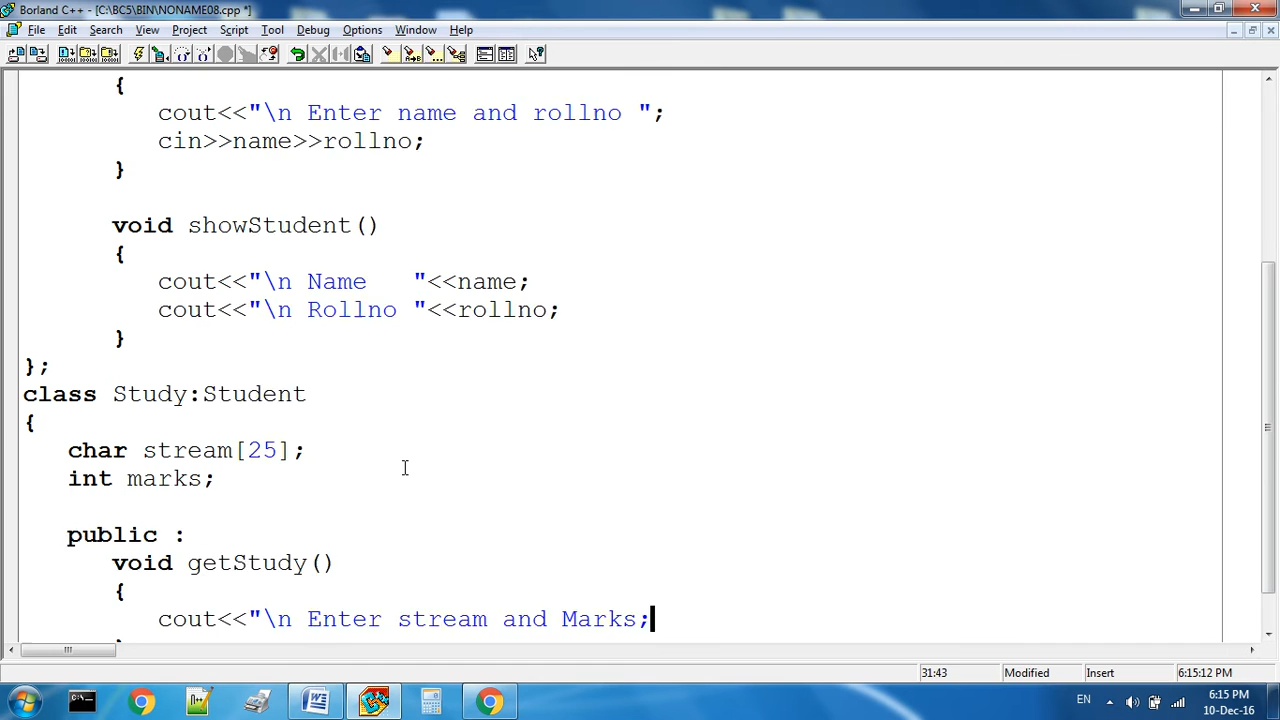 Borland C++ - [C:\BC5\BIN\NONAME08.cpp *]
File Edit Search View Project Script Tool Debug Options Window Help
{
cout<<"\n Enter name and rollno ";
cin>>name>>rollno;
}
void showStudent()
{
cout<<"\n Name   "<<name;
cout<<"\n Rollno "<<rollno;
}
};
class Study:Student
{
char stream[25];
int marks;
public :
void getStudy()
{
cout<<"\n Enter stream and Marks;
31:43 Modified Insert 6:15:12 PM
EN 6:15 PM
10-Dec-16